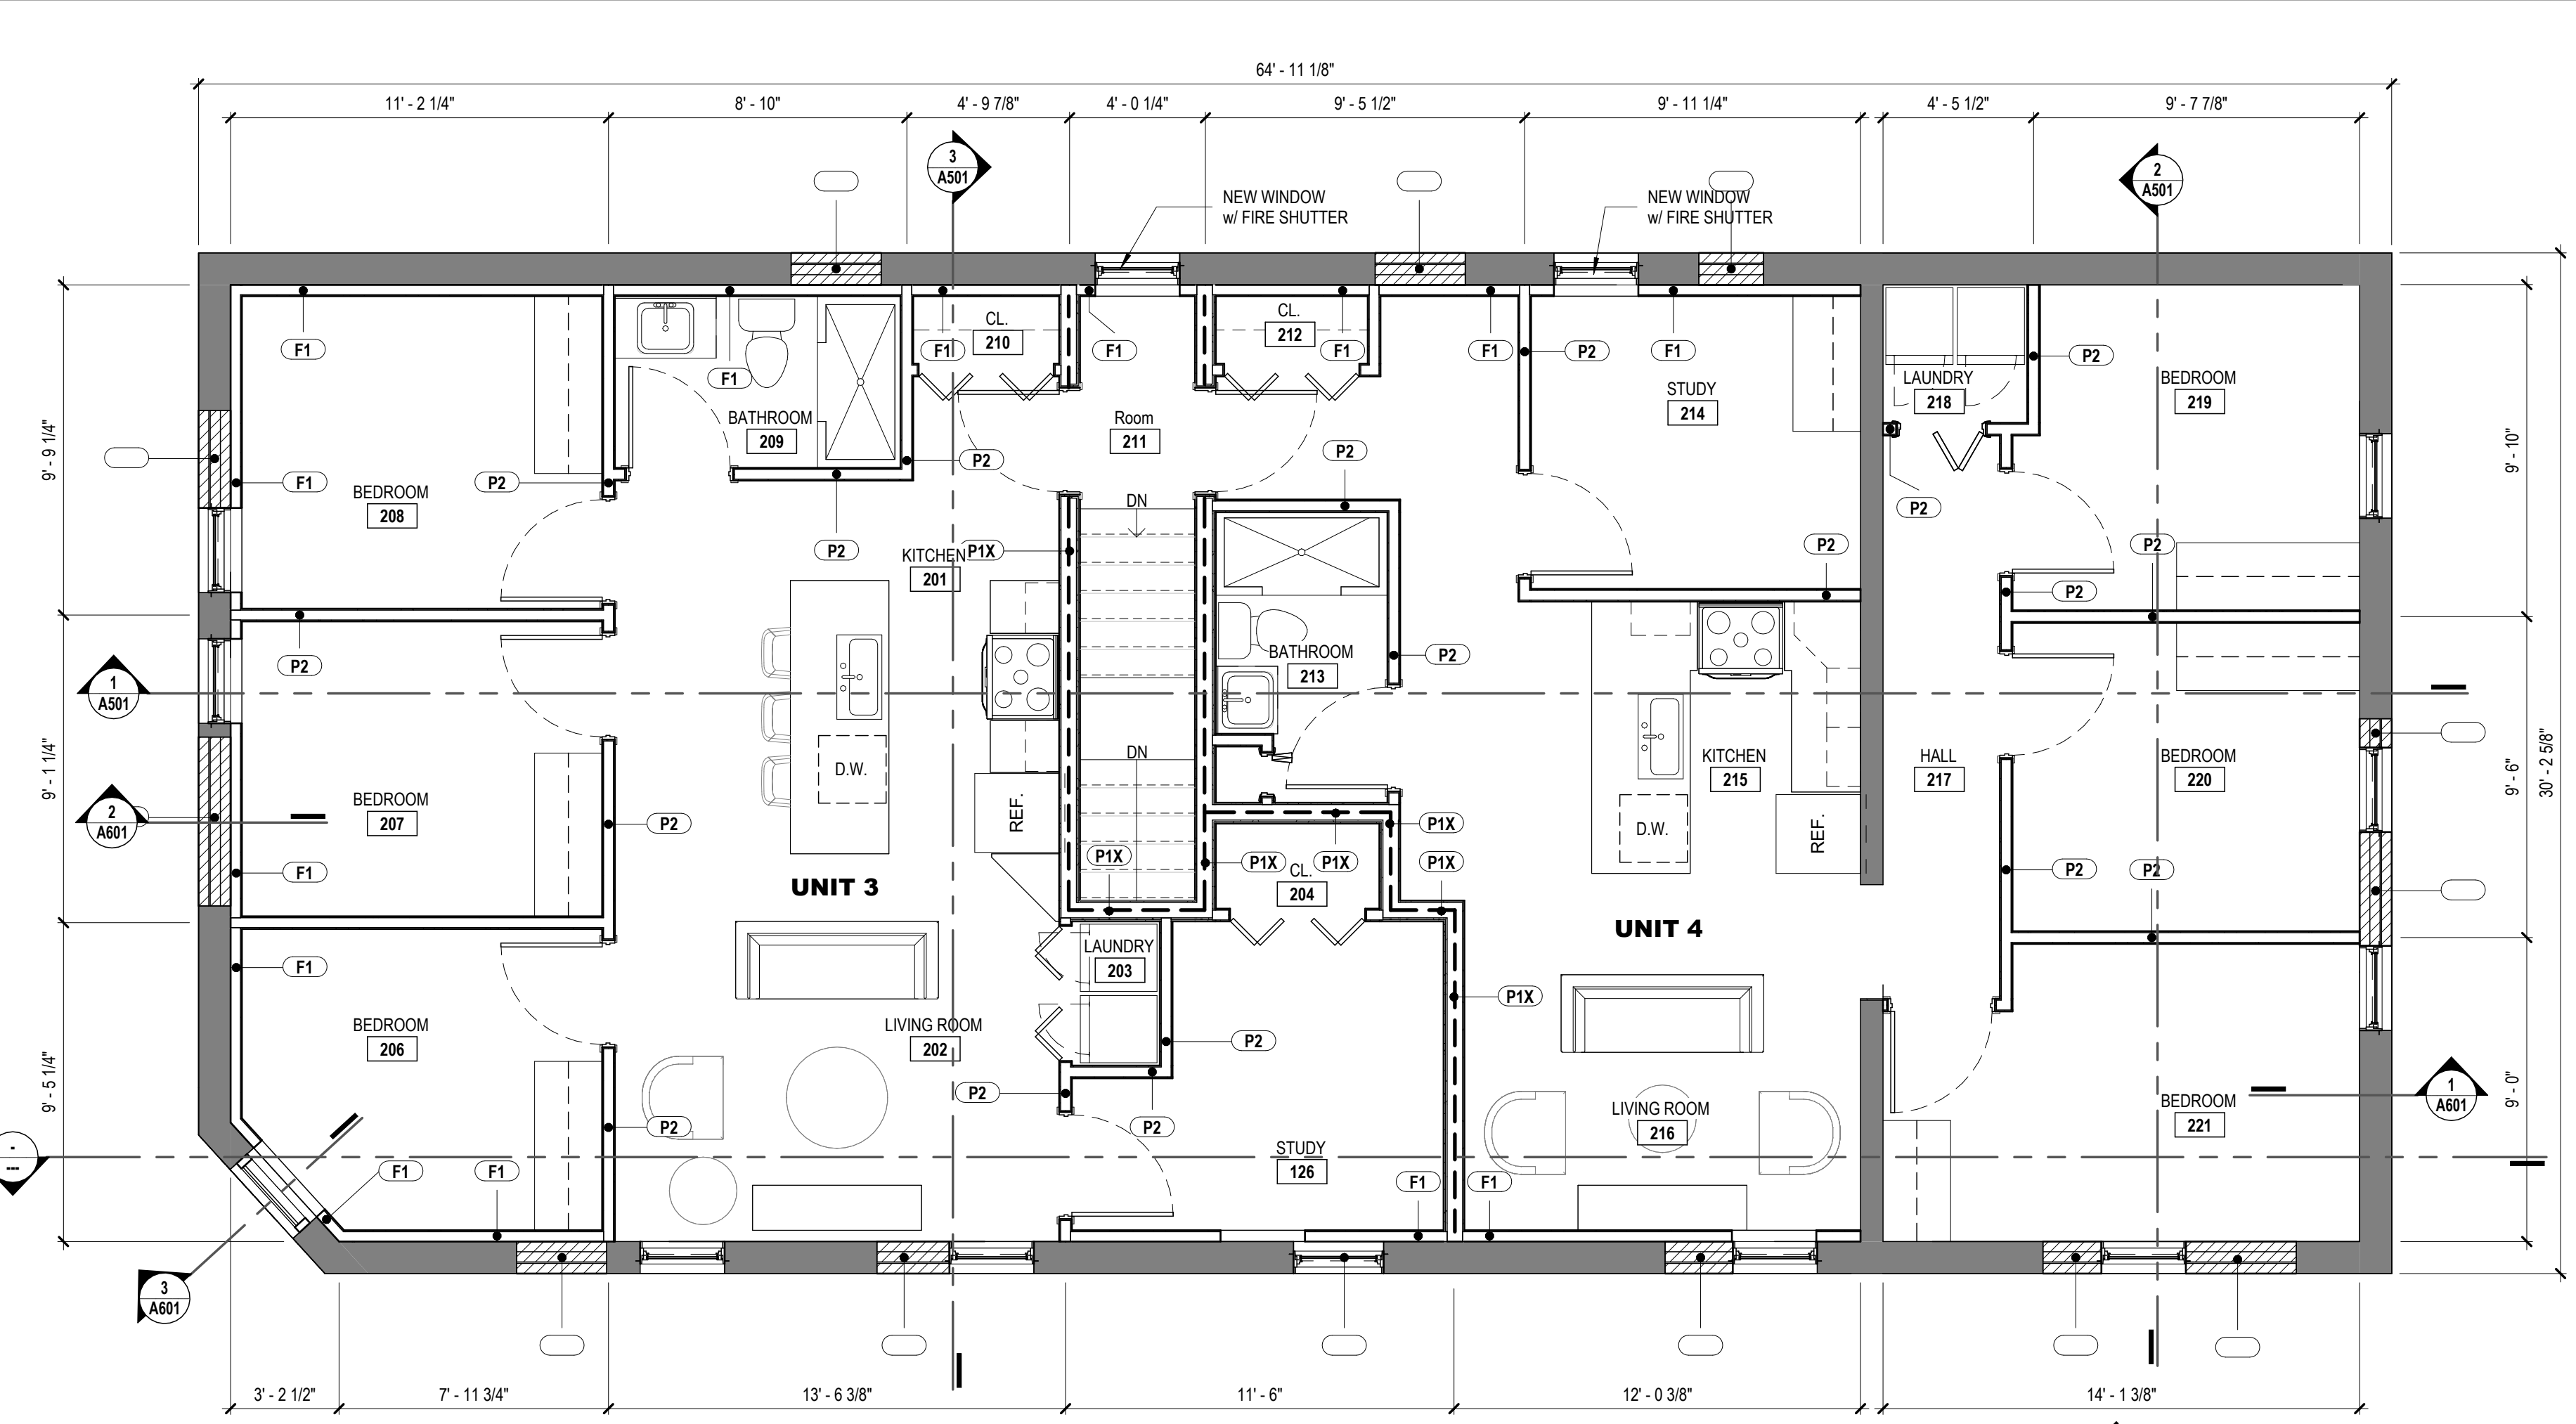 64' - 11 1/8"
11' - 2 1/4"
8' - 10"
4' - 9 7/8"
4' - 0 1/4"
9' - 5 1/2"
9' - 11 1/4"
4' - 5 1/2"
9' - 7 7/8"
3
A501
2
A501
NEW WINDOW
w/ FIRE SHUTTER
NEW WINDOW
w/ FIRE SHUTTER
F1
F1
F1
F1
F1
F1
F1
P2
P2
CL.
210
CL.
212
LAUNDRY
218
STUDY
214
BEDROOM
219
BATHROOM
209
Room
211
9' - 9 1/4"
9' - 10"
F1
P2
P2
P2
BEDROOM
208
DN
P2
P2
KITCHEN
201
P1X
P2
P2
P2
P2
P2
BATHROOM
213
P2
1
A501
9' - 1 1/4"
DN
D.W.
KITCHEN
215
HALL
217
BEDROOM
220
9' - 6"
30' - 2 5/8"
BEDROOM
207
2
A601
P2
REF.
P1X
D.W.
REF.
P1X
P1X
P1X
P1X
CL.
204
P2
P2
F1
UNIT 3
UNIT 4
LAUNDRY
203
F1
P1X
BEDROOM
206
LIVING ROOM
202
P2
9' - 5 1/4"
P2
1
A601
9' - 0"
P2
P2
LIVING ROOM
216
BEDROOM
221
-
---
STUDY
126
F1
F1
F1
F1
3
A601
3' - 2 1/2"
7' - 11 3/4"
13' - 6 3/8"
11' - 6"
12' - 0 3/8"
14' - 1 3/8"